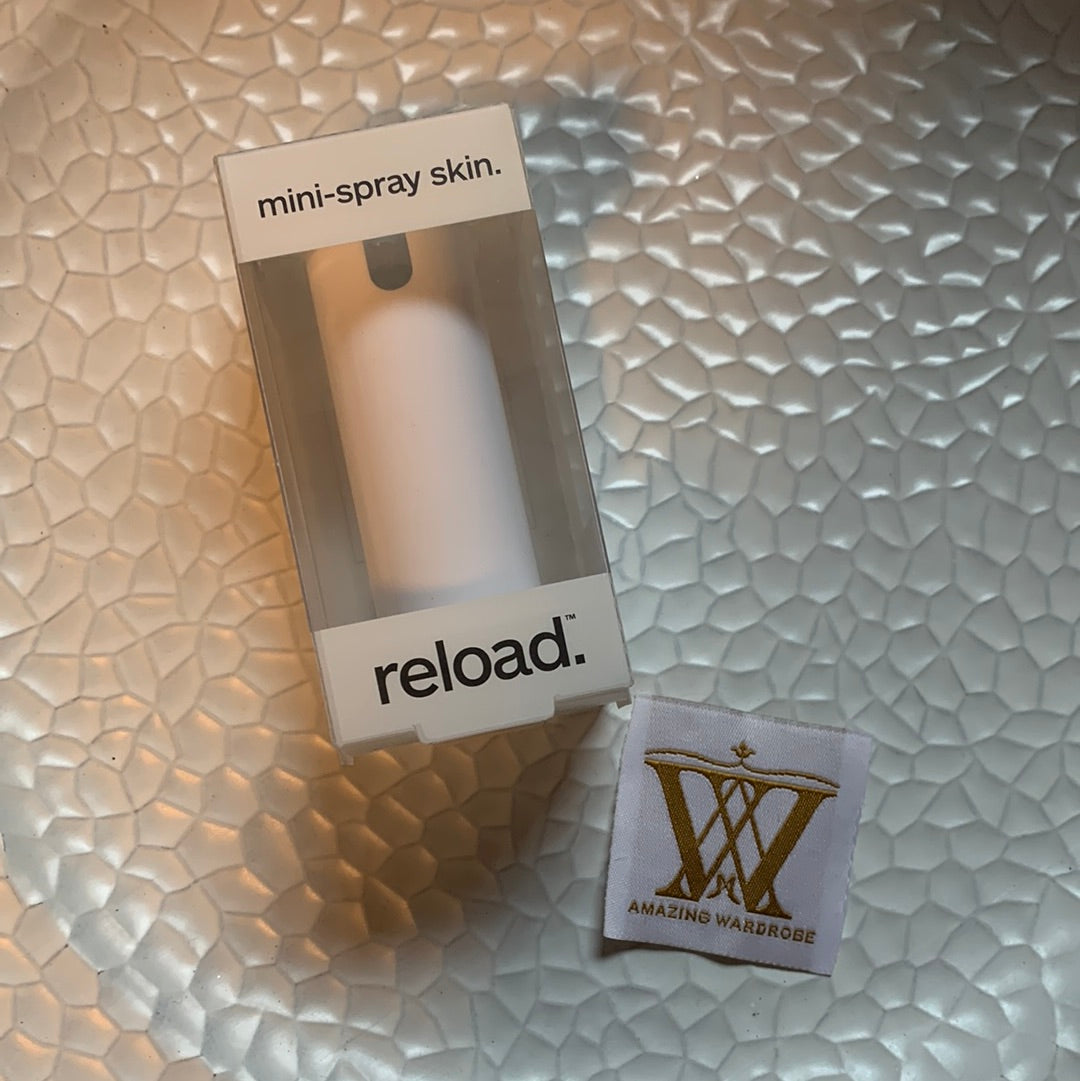 mini-spray skin.
reload.™
AMAZING WARDROBE